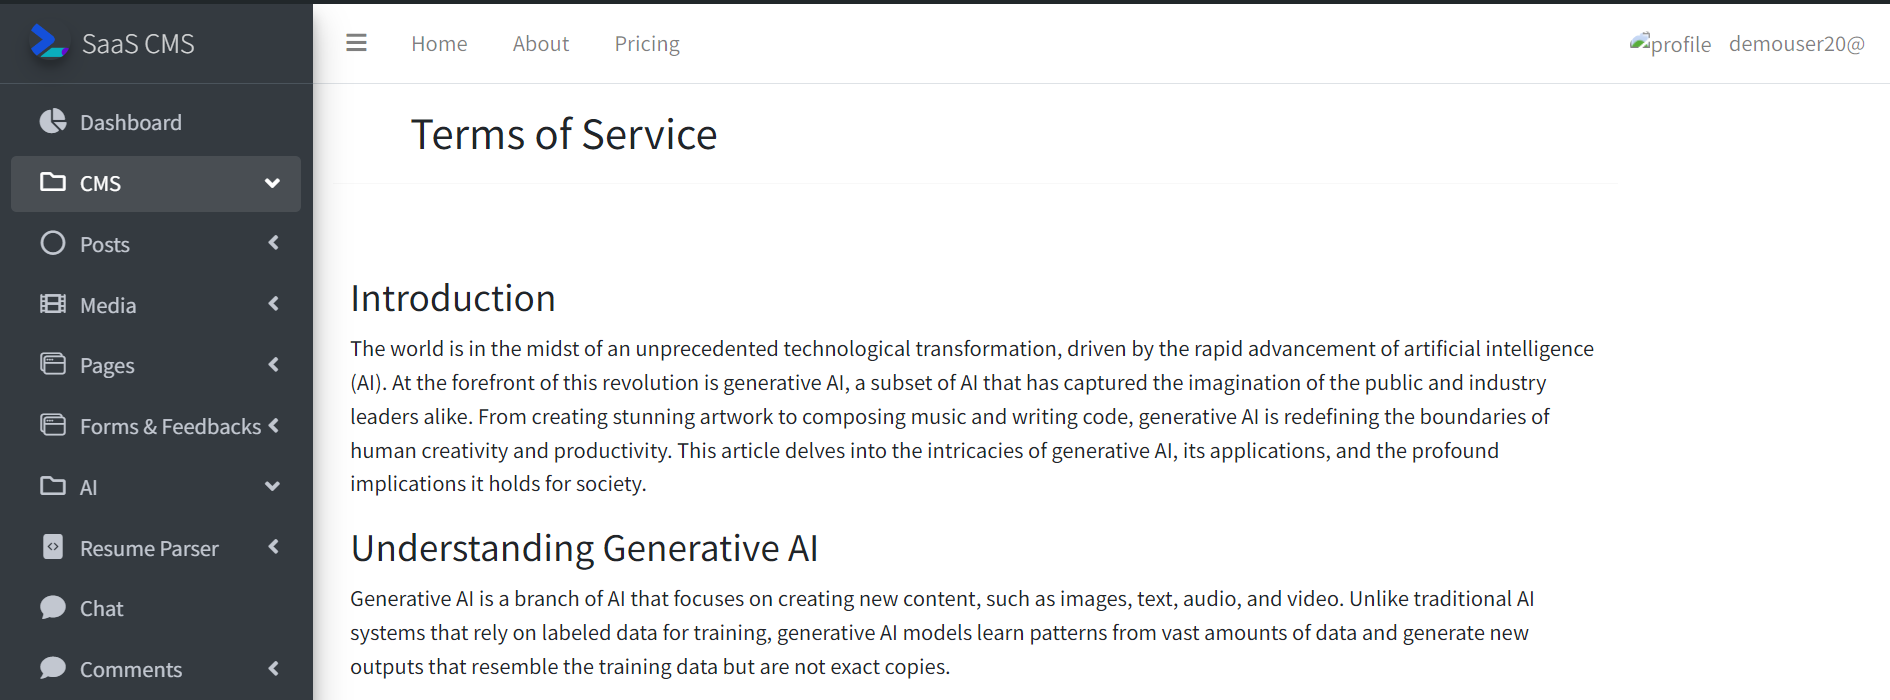 SaaS CMS
Home
About
Pricing
profile
demouser20@
Dashboard
CMS
Posts
Media
Pages
Forms & Feedbacks
AI
Resume Parser
Chat
Comments
Terms of Service
Introduction
The world is in the midst of an unprecedented technological transformation, driven by the rapid advancement of artificial intelligence
(AI). At the forefront of this revolution is generative AI, a subset of AI that has captured the imagination of the public and industry
leaders alike. From creating stunning artwork to composing music and writing code, generative AI is redefining the boundaries of
human creativity and productivity. This article delves into the intricacies of generative AI, its applications, and the profound
implications it holds for society.
Understanding Generative AI
Generative AI is a branch of AI that focuses on creating new content, such as images, text, audio, and video. Unlike traditional AI
systems that rely on labeled data for training, generative AI models learn patterns from vast amounts of data and generate new
outputs that resemble the training data but are not exact copies.